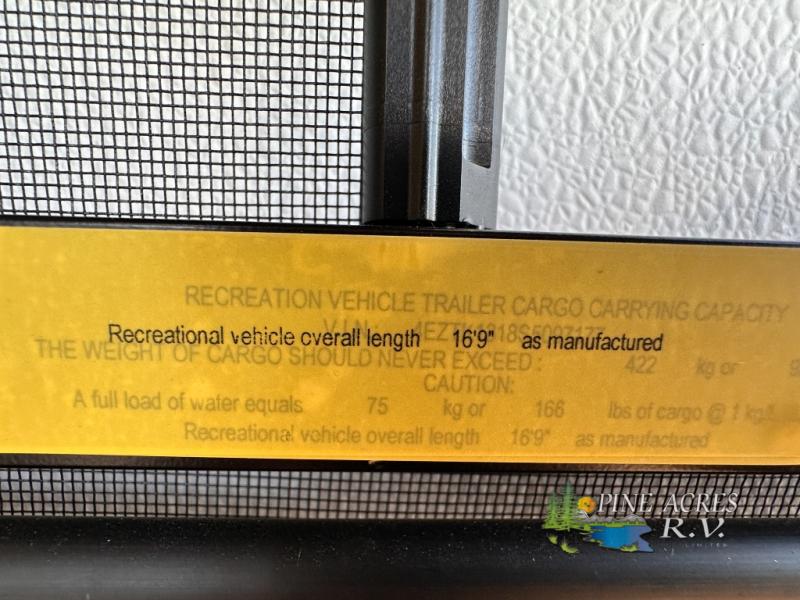 RECREATION VEHICLE TRAILER CARGO CARRYING CAPACITY
Recreational vehicle overall length 16'9" as manufactured
THE WEIGHT OF CARGO SHOULD NEVER EXCEED: 422 kg or
CAUTION:
A full load of water equals 75 kg or 166 lbs of cargo @ 1 kg/
Recreational vehicle overall length 16'9" as manufactured
PINE ACRES
R.V.
LIMITED